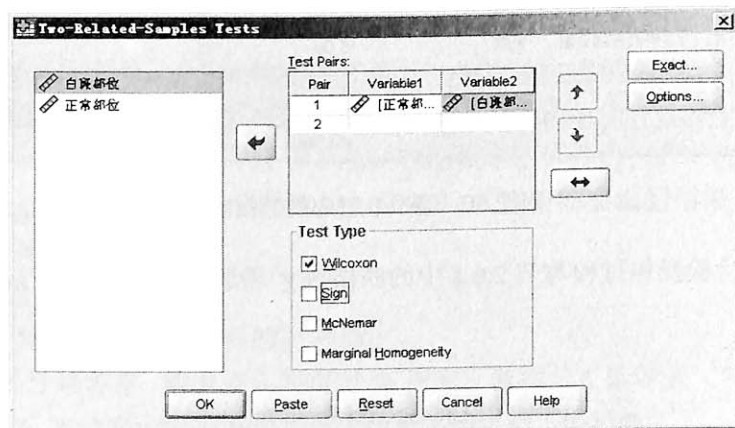 Two-Related-Samples Tests
白斑部位
正常部位
Test Pairs:
Pair Variable1 Variable2
1 [正常部... [白斑部...
2
Exact...
Options...
Test Type
Wilcoxon
Sign
McNemar
Marginal Homogeneity
OK Paste Reset Cancel Help